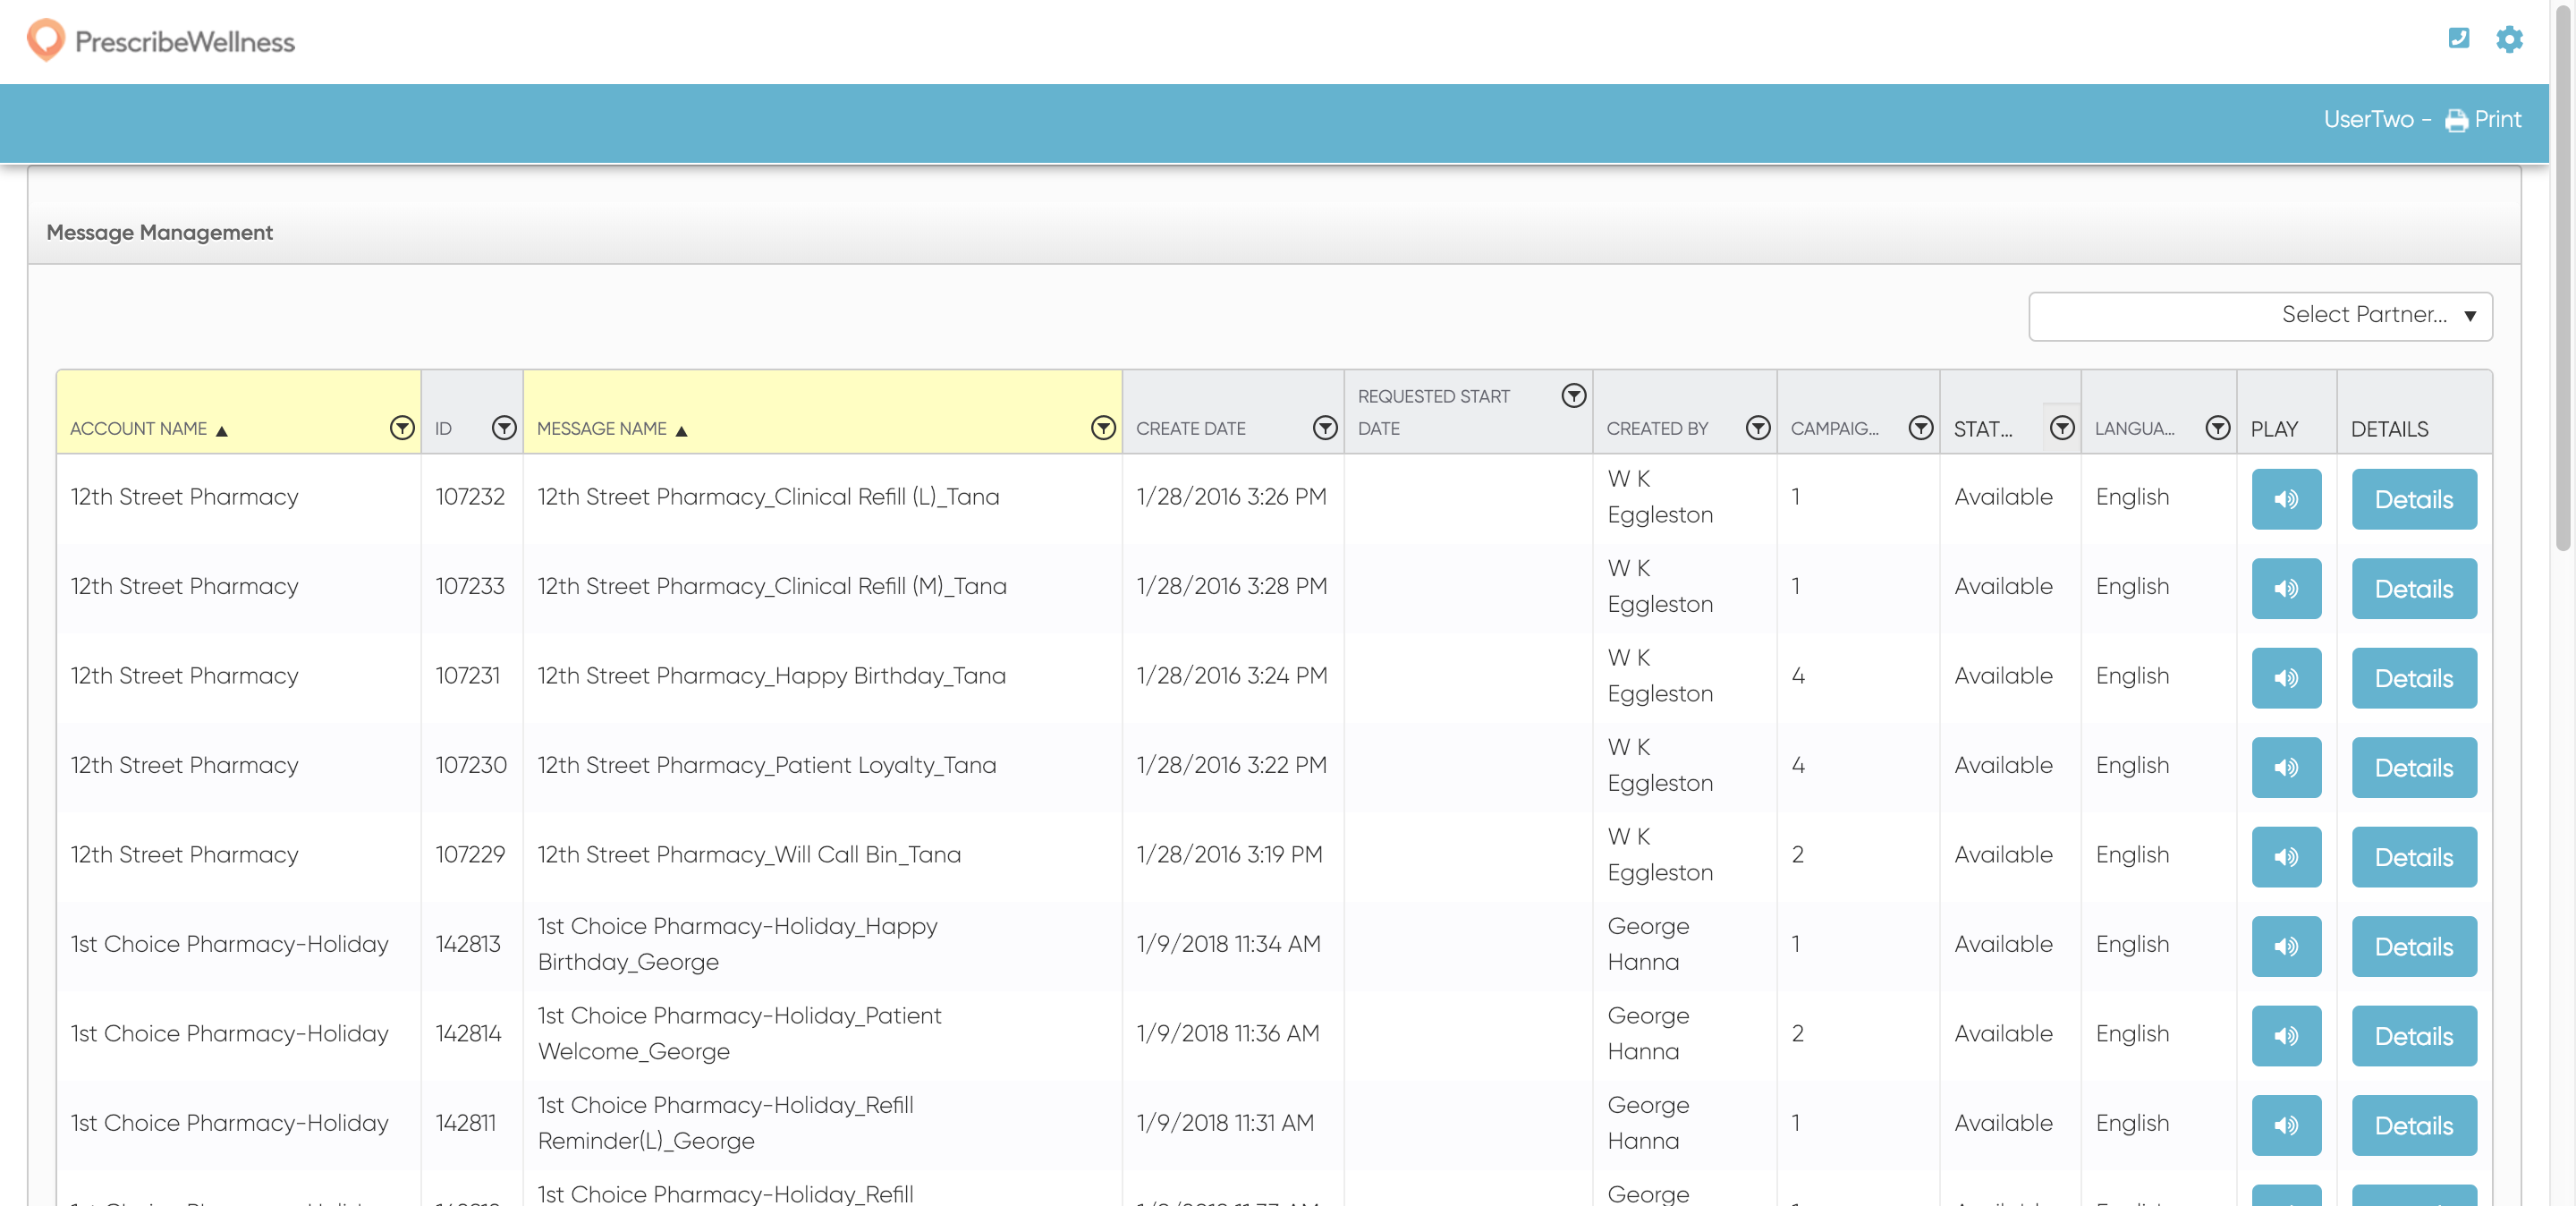 PrescribeWellness
UserTwo - Print
Message Management
Select Partner... ▼
ACCOUNT NAME ▲ ID MESSAGE NAME ▲ CREATE DATE REQUESTED START DATE CREATED BY CAMPAIG... STAT... LANGUA... PLAY DETAILS
12th Street Pharmacy 107232 12th Street Pharmacy_Clinical Refill (L)_Tana 1/28/2016 3:26 PM W K Eggleston 1 Available English Details
12th Street Pharmacy 107233 12th Street Pharmacy_Clinical Refill (M)_Tana 1/28/2016 3:28 PM W K Eggleston 1 Available English Details
12th Street Pharmacy 107231 12th Street Pharmacy_Happy Birthday_Tana 1/28/2016 3:24 PM W K Eggleston 4 Available English Details
12th Street Pharmacy 107230 12th Street Pharmacy_Patient Loyalty_Tana 1/28/2016 3:22 PM W K Eggleston 4 Available English Details
12th Street Pharmacy 107229 12th Street Pharmacy_Will Call Bin_Tana 1/28/2016 3:19 PM W K Eggleston 2 Available English Details
1st Choice Pharmacy-Holiday 142813 1st Choice Pharmacy-Holiday_Happy Birthday_George 1/9/2018 11:34 AM George Hanna 1 Available English Details
1st Choice Pharmacy-Holiday 142814 1st Choice Pharmacy-Holiday_Patient Welcome_George 1/9/2018 11:36 AM George Hanna 2 Available English Details
1st Choice Pharmacy-Holiday 142811 1st Choice Pharmacy-Holiday_Refill Reminder(L)_George 1/9/2018 11:31 AM George Hanna 1 Available English Details
1st Choice Pharmacy-Holiday_Refill George